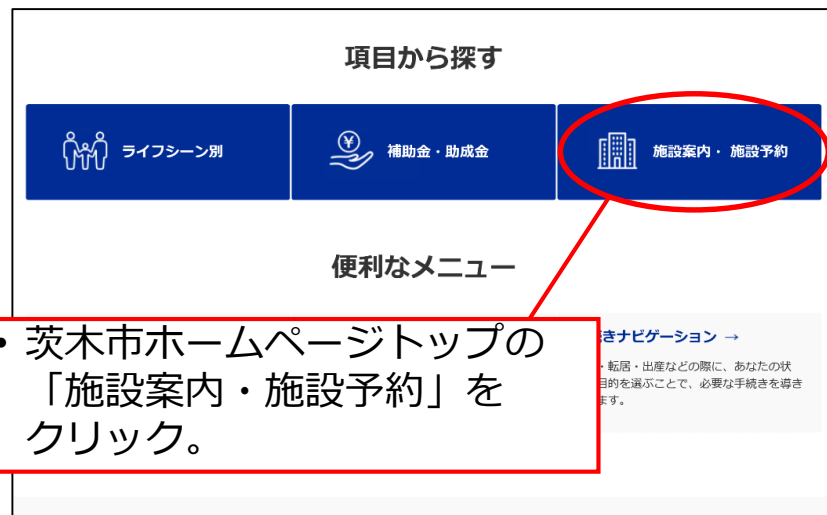 項目から探す
ライフシーン別
補助金・助成金
施設案内・ 施設予約
便利なメニュー
• 茨木市ホームページトップの
「施設案内・施設予約」を
クリック。
きナビゲーション →
・転居・出産などの際に、あなたの状
目的を選ぶことで、必要な手続きを導き
ます。